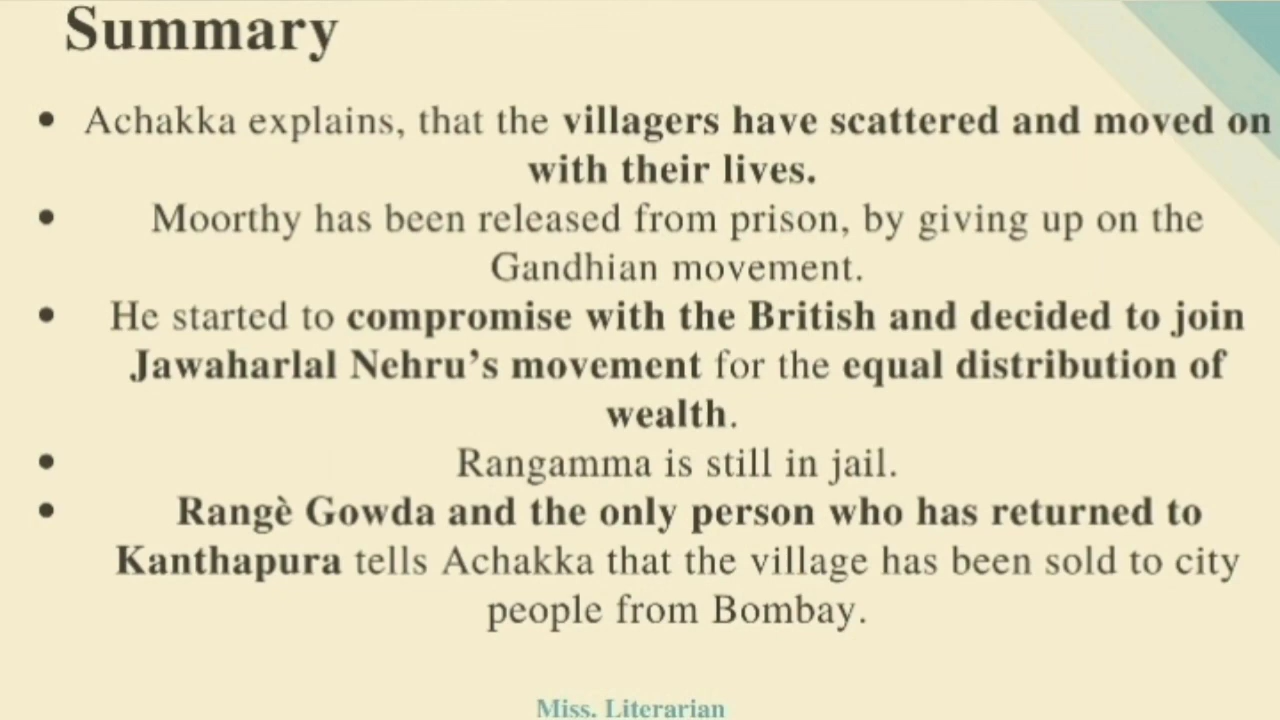 Summary
• Achakka explains, that the villagers have scattered and moved on
with their lives.
• Moorthy has been released from prison, by giving up on the
Gandhian movement.
• He started to compromise with the British and decided to join
Jawaharlal Nehru’s movement for the equal distribution of
wealth.
• Rangamma is still in jail.
• Rangè Gowda and the only person who has returned to
Kanthapura tells Achakka that the village has been sold to city
people from Bombay.
Miss. Literarian